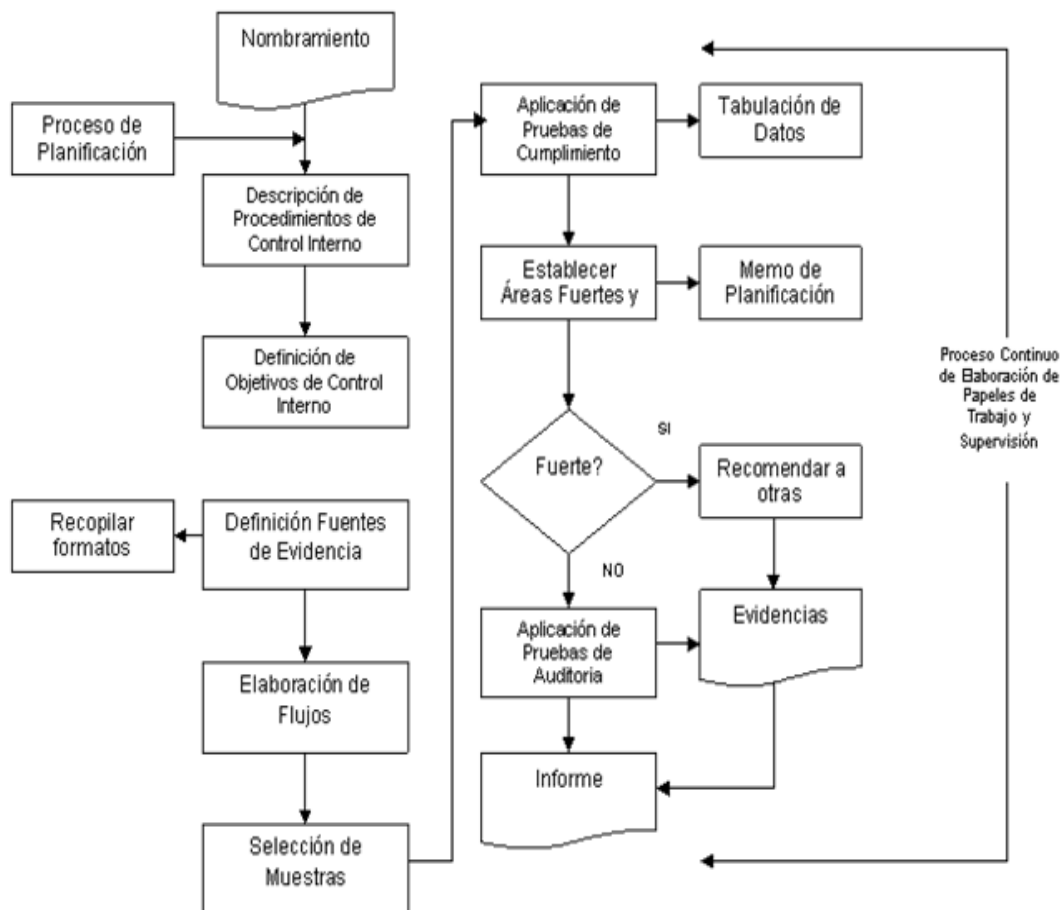 Nombramiento
Proceso de
Planificación
Descripción de
Procedimientos de
Control Interno
Definición de
Objetivos de Control
Interno
Recopilar
formatos
Definición Fuentes
de Evidencia
Elaboración de
Flujos
Selección de
Muestras
Aplicación de
Pruebas de
Cumplimiento
Tabulación de
Datos
Establecer
Áreas Fuertes y
Memo de
Planificación
Fuerte?
SI
Recomendar a
otras
NO
Aplicación de
Pruebas de
Auditoria
Evidencias
Informe
Proceso Continuo
de Elaboración de
Papeles de
Trabajo y
Supervisión